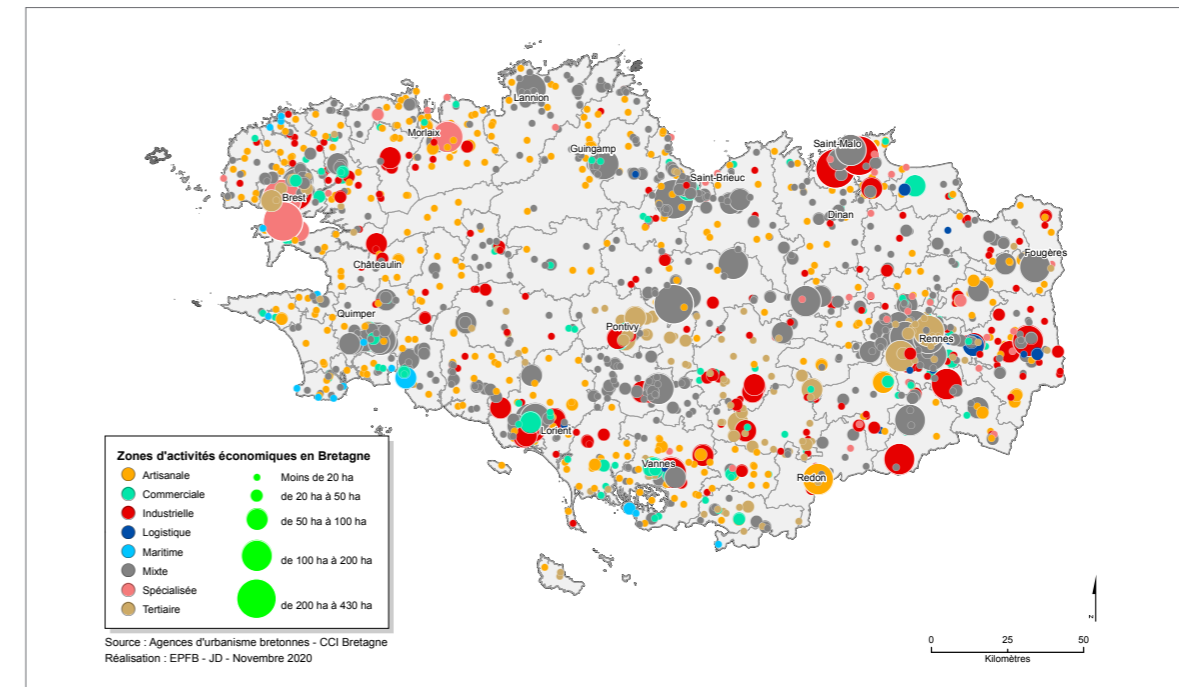 Lannion
Morlaix
Guingamp
Saint-Malo
Saint-Brieuc
Brest
Dinan
Fougères
Châteaulin
Quimper
Pontivy
Rennes
Lorient
Vannes
Redon
Zones d'activités économiques en Bretagne
Artisanale
Commerciale
Industrielle
Logistique
Maritime
Mixte
Spécialisée
Tertiaire
Moins de 20 ha
de 20 ha à 50 ha
de 50 ha à 100 ha
de 100 ha à 200 ha
de 200 ha à 430 ha
Source : Agences d'urbanisme bretonnes - CCI Bretagne
Réalisation : EPFB - JD - Novembre 2020
N
0 25 50
Kilomètres